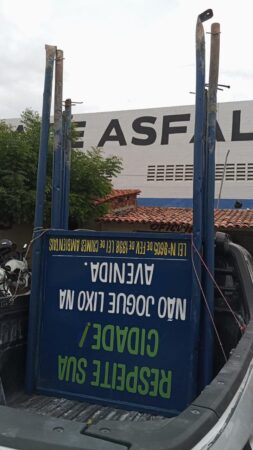 E ASFAL
RESPEITE SUA
CIDADE!
NÃO JOGUE LIXO NA
AVENIDA.
LEI Nº 9605 DE FEV DE 1998 LEI DE CRIMES AMBIENTAIS